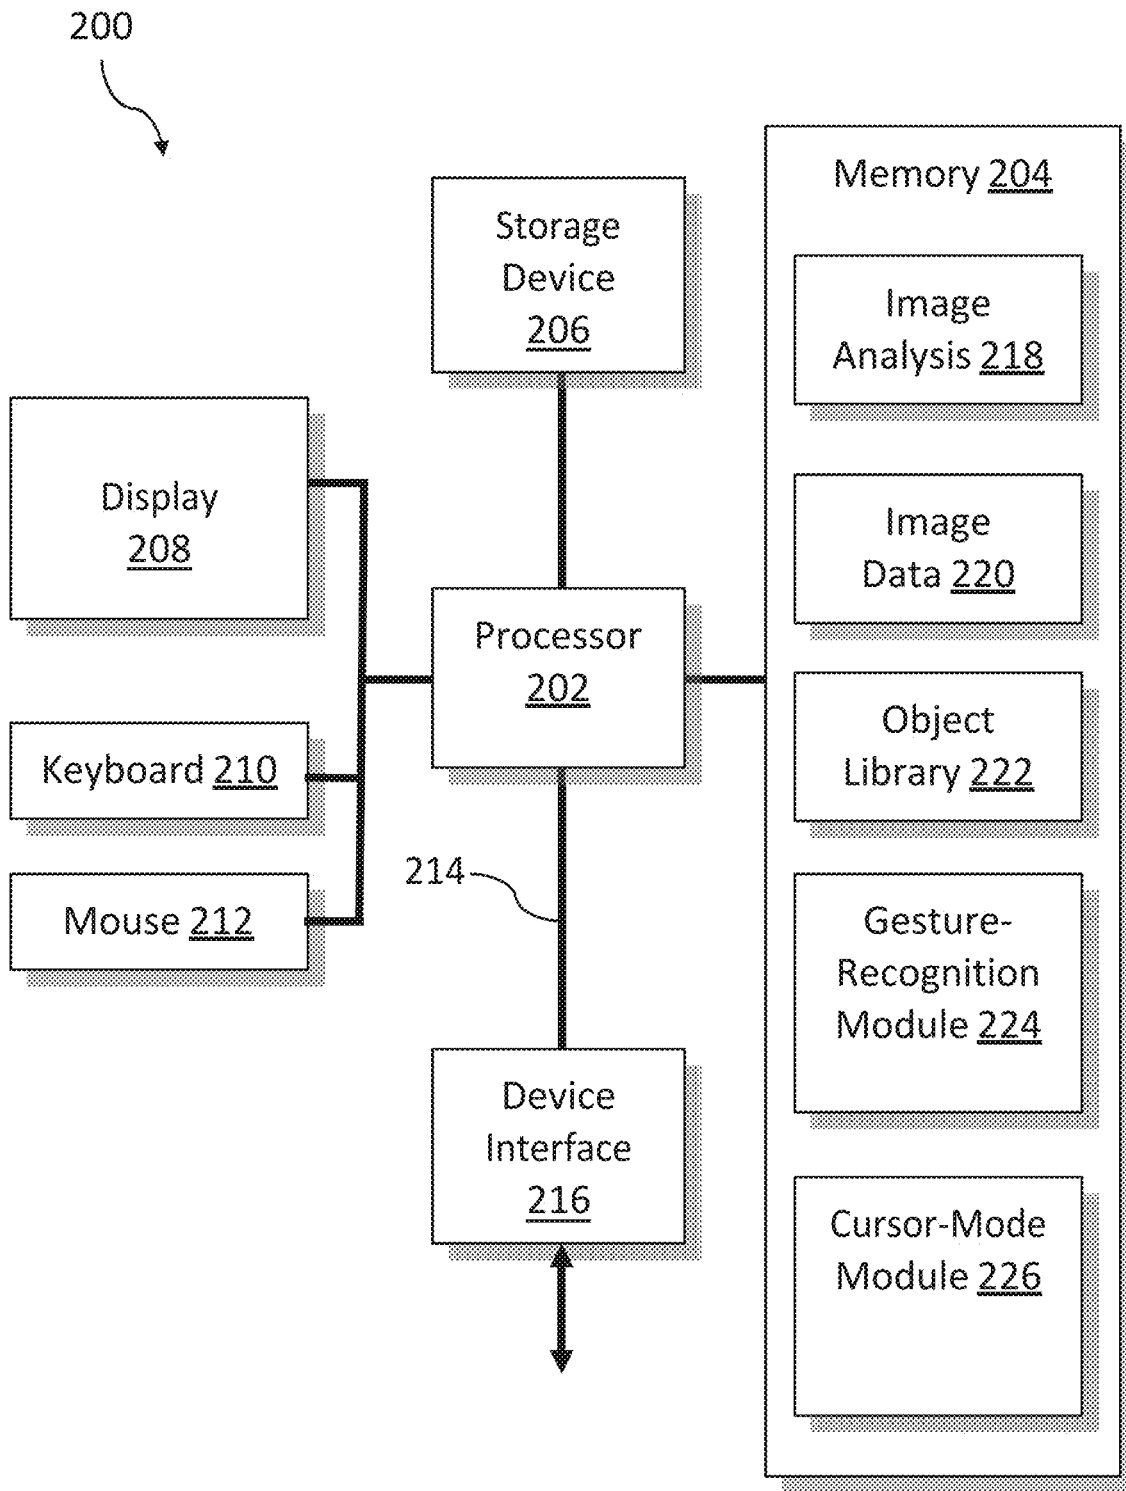 200
Storage
Device
206
Display
208
Keyboard 210
Mouse 212
Processor
202
214
Device
Interface
216
Memory 204
Image
Analysis 218
Image
Data 220
Object
Library 222
Gesture-
Recognition
Module 224
Cursor-Mode
Module 226